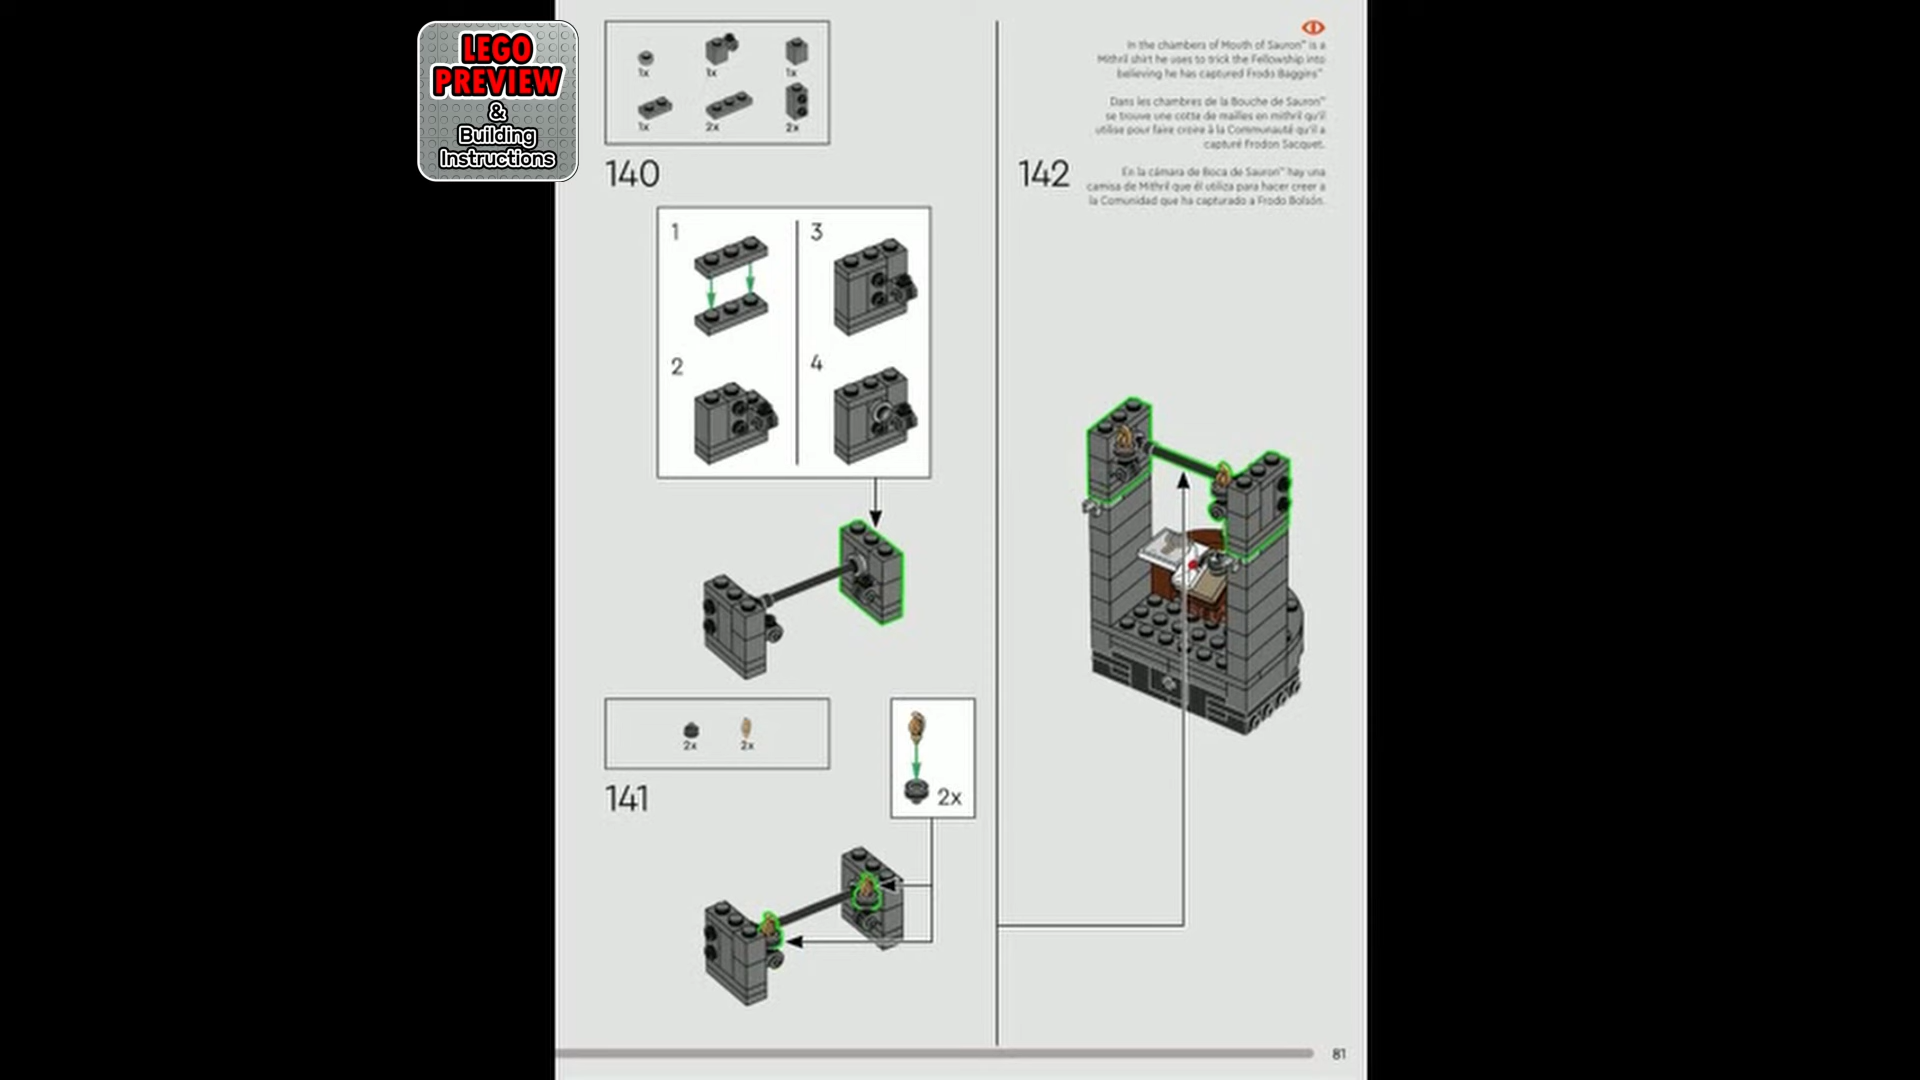 LEGO
PREVIEW
&
Building
Instructions
1x
1x
1x
1x
2x
2x
140
1
3
2
4
2x
2x
2x
141
In the chambers of Mouth of Sauron™ is a
Mithril shirt he uses to trick the Fellowship into
believing he has captured Frodo Baggins™
Dans les chambres de la Bouche de Sauron™
se trouve une cotte de mailles en mithril qu'il
utilise pour faire croire à la Communauté qu'il a
capturé Frodon Sacquet.
142
En la cámara de Boca de Sauron™ hay una
camisa de Mithril que él utiliza para hacer creer a
la Comunidad que ha capturado a Frodo Bolsón.
81